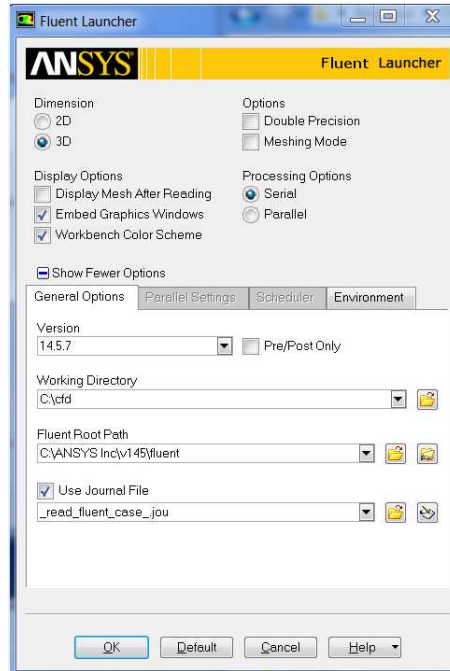 Fluent Launcher
ANSYS Fluent Launcher
Dimension
2D
3D
Options
Double Precision
Meshing Mode
Display Options
Display Mesh After Reading
Embed Graphics Windows
Workbench Color Scheme
Processing Options
Serial
Parallel
Show Fewer Options
General Options Parallel Settings Scheduler Environment
Version
14.5.7 Pre/Post Only
Working Directory
C:\cfd
Fluent Root Path
C:\ANSYS Inc\v145\fluent
Use Journal File
_read_fluent_case_.jou
OK Default Cancel Help